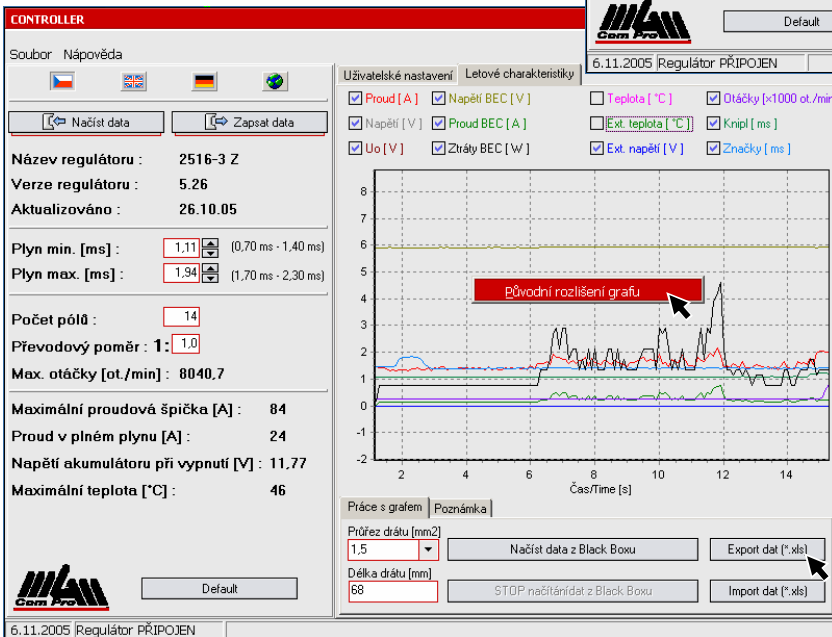 CONTROLLER
Soubor Nápověda
Načíst data
Zapsat data
Název regulátoru : 2516-3 Z
Verze regulátoru : 5.26
Aktualizováno : 26.10.05
Plyn min. [ms] : 1,11 (0,70 ms - 1,40 ms)
Plyn max. [ms] : 1,94 (1,70 ms - 2,30 ms)
Počet pólů : 14
Převodový poměr : 1: 1,0
Max. otáčky [ot./min] : 8040,7
Maximální proudová špička [A] : 84
Proud v plném plynu [A] : 24
Napětí akumulátoru při vypnutí [V] : 11,77
Maximální teplota [°C] : 46
Com Pro
Default
6.11.2005 Regulátor PŘIPOJEN
Com Pro
Default
6.11.2005 Regulátor PŘIPOJEN
Uživatelské nastavení Letové charakteristiky
Proud [ A ] Napětí BEC [ V ] Teplota [ °C ] Otáčky [x1000 ot./min
Napětí [ V ] Proud BEC [ A ] Ext. teplota [ °C ] Knipl [ ms ]
Uo [ V ] Ztráty BEC [ W ] Ext. napětí [ V ] Značky [ ms ]
8
7
6
5
4
3
2
1
0
-1
-2
Původní rozlišení grafu
2 4 6 8 10 12 14
Čas/Time [s]
Práce s grafem Poznámka
Průřez drátu [mm2]
1,5 Načíst data z Black Boxu Export dat (*.xls)
Délka drátu [mm]
68 STOP načítánídat z Black Boxu Import dat (*.xls)